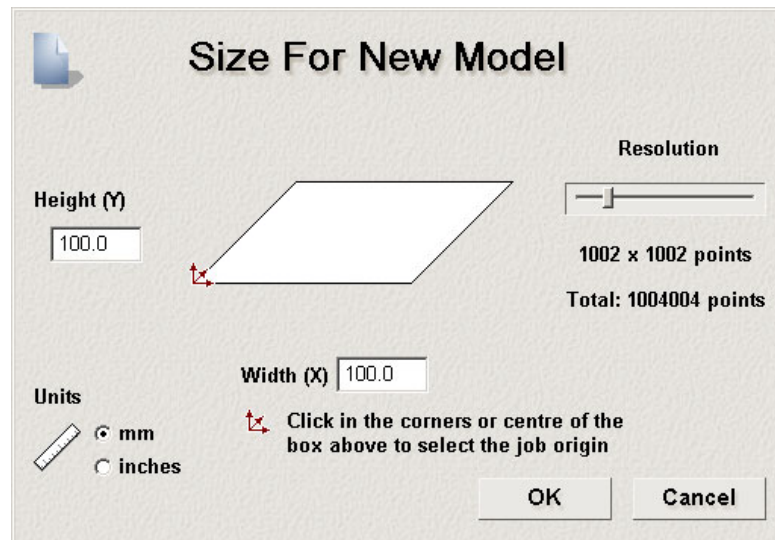 Size For New Model
Resolution
Height (Y)
100.0
1002 x 1002 points
Total: 1004004 points
Width (X) 100.0
Units
mm
inches
Click in the corners or centre of the
box above to select the job origin
OK
Cancel